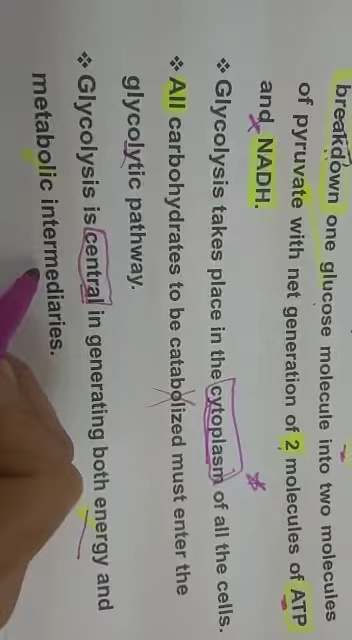 breakdown one glucose molecule into two molecules
of pyruvate with net generation of 2 molecules of ATP
and NADH.
❖ Glycolysis takes place in the cytoplasm of all the cells.
❖ All carbohydrates to be catabolized must enter the
glycolytic pathway.
❖ Glycolysis is central in generating both energy and
metabolic intermediaries.